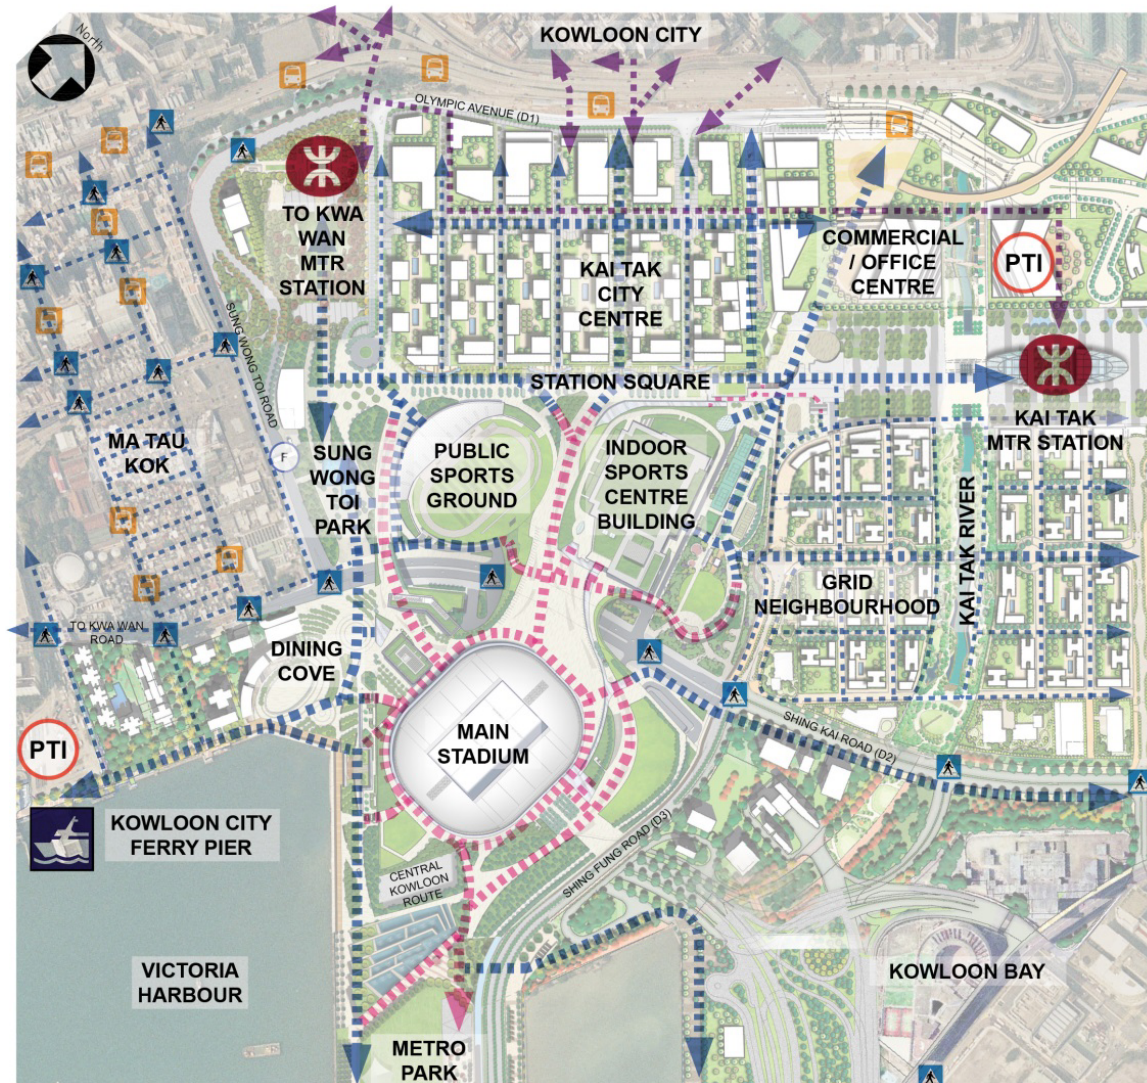 North
KOWLOON CITY
OLYMPIC AVENUE (D1)
TO KWA
WAN
MTR
STATION
COMMERCIAL
/ OFFICE
CENTRE
PTI
KAI TAK
CITY
CENTRE
STATION SQUARE
KAI TAK
MTR STATION
SUNG WONG TOI ROAD
MA TAU
KOK
F
SUNG
WONG
TOI
PARK
PUBLIC
SPORTS
GROUND
INDOOR
SPORTS
CENTRE
BUILDING
KAI TAK RIVER
GRID
NEIGHBOURHOOD
TO KWA WAN
ROAD
DINING
COVE
MAIN
STADIUM
SHING KAI ROAD (D2)
PTI
KOWLOON CITY
FERRY PIER
SHING FUNG ROAD (D3)
CENTRAL
KOWLOON
ROUTE
VICTORIA
HARBOUR
KOWLOON BAY
METRO
PARK